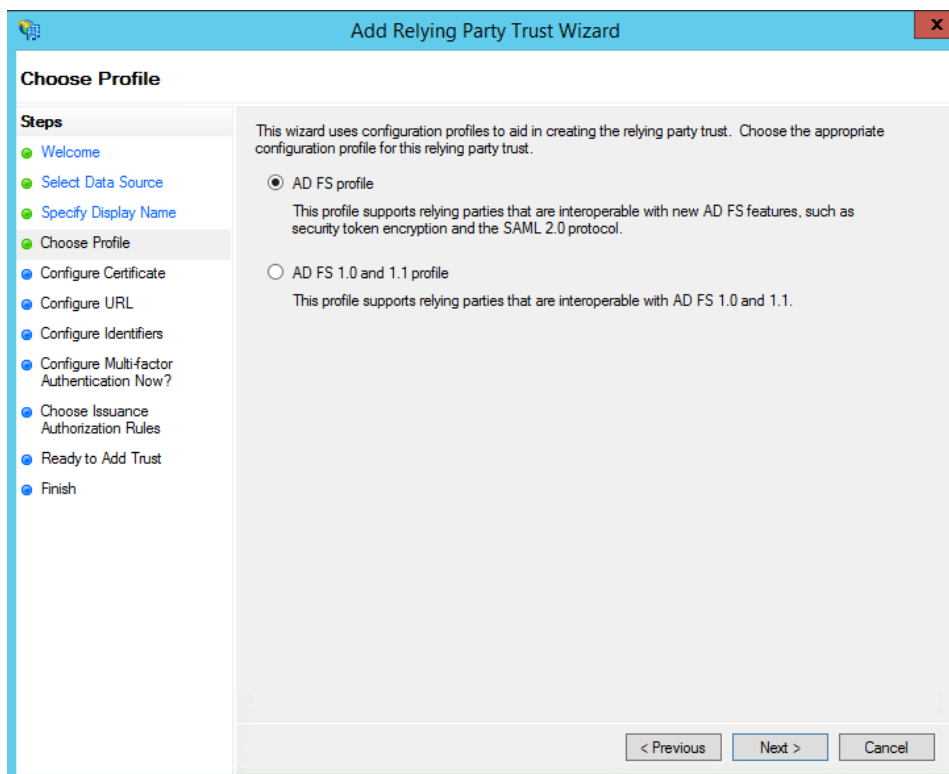 Add Relying Party Trust Wizard
x
Choose Profile
Steps
Welcome
Select Data Source
Specify Display Name
Choose Profile
Configure Certificate
Configure URL
Configure Identifiers
Configure Multi-factor
Authentication Now?
Choose Issuance
Authorization Rules
Ready to Add Trust
Finish
This wizard uses configuration profiles to aid in creating the relying party trust.  Choose the appropriate
configuration profile for this relying party trust.
AD FS profile
This profile supports relying parties that are interoperable with new AD FS features, such as
security token encryption and the SAML 2.0 protocol.
AD FS 1.0 and 1.1 profile
This profile supports relying parties that are interoperable with AD FS 1.0 and 1.1.
< Previous
Next >
Cancel